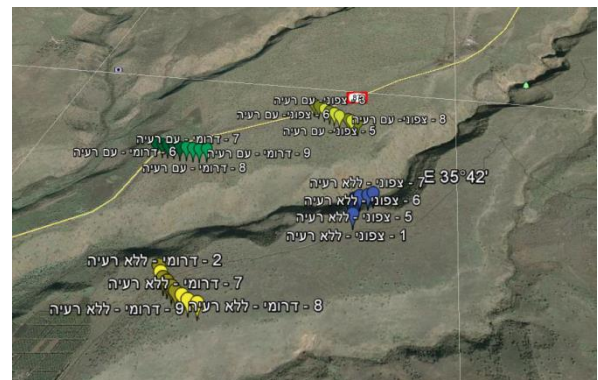 צפוני - עם רעיה - 3
6 - צפוני - עם רעיה
8 - צפוני - עם רעיה
5 - צפוני - עם רעיה
7 - דרומי - עם רעיה
6 - דרומי - עם רעיה
9 - דרומי - עם רעיה
8 - דרומי - עם רעיה
7 - צפוני - ללא רעיה
E 35°42'
6 - צפוני - ללא רעיה
5 - צפוני - ללא רעיה
1 - צפוני - ללא רעיה
2 - דרומי - ללא רעיה
7 - דרומי - ללא רעיה
8 - דרומי - ללא רעיה
9 - דרומי - ללא רעיה